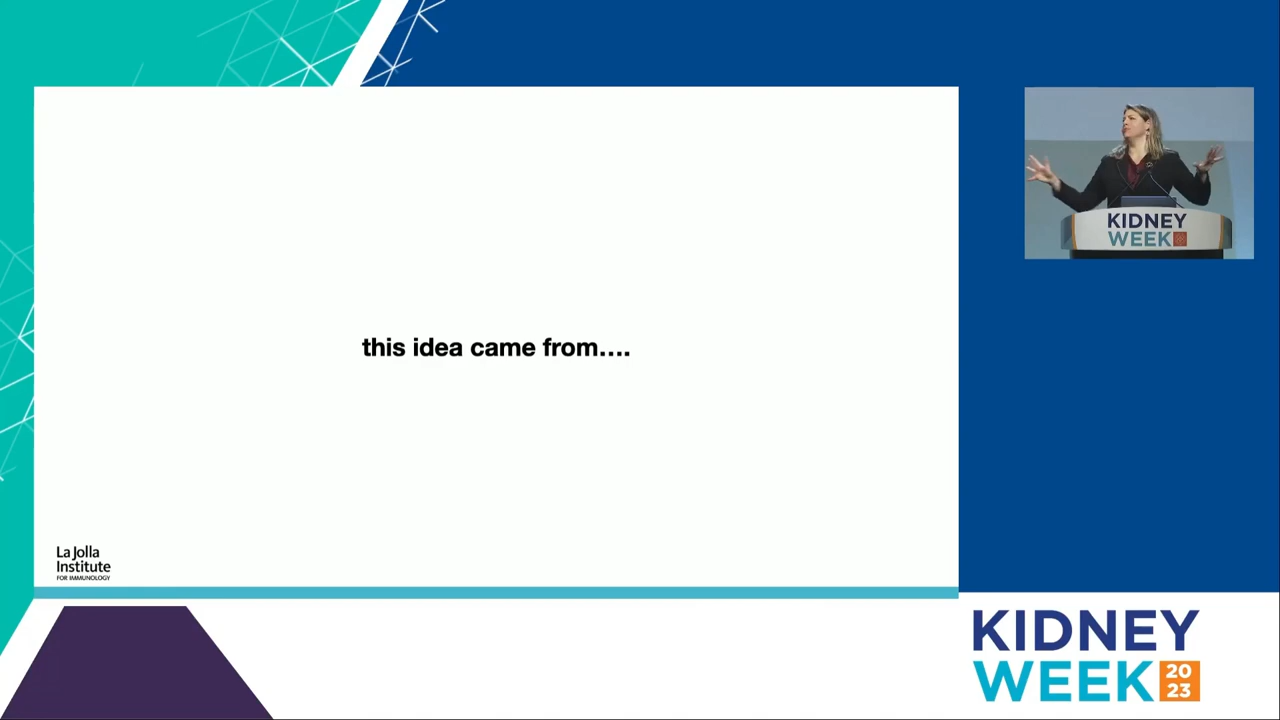 this idea came from....
La Jolla
Institute
FOR IMMUNOLOGY
KIDNEY
WEEK
KIDNEY
WEEK 20
23